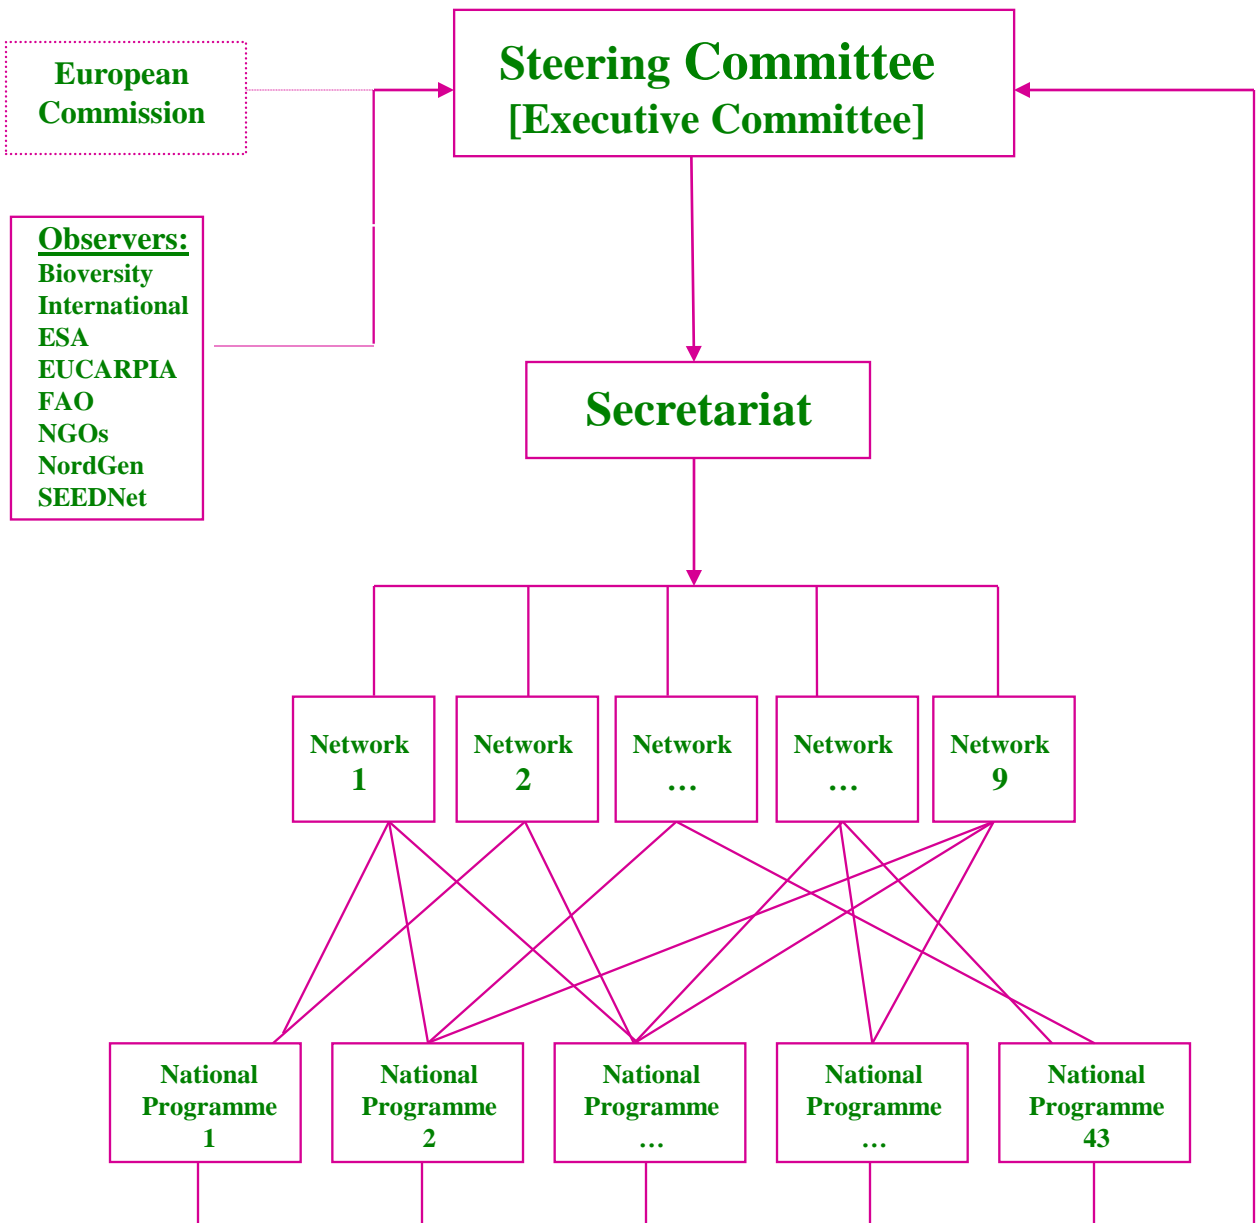 European
Commission
Steering Committee
[Executive Committee]
Observers:
Bioversity
International
ESA
EUCARPIA
FAO
NGOs
NordGen
SEEDNet
Secretariat
Network
1
Network
2
Network
…
Network
…
Network
9
National
Programme
1
National
Programme
2
National
Programme
…
National
Programme
…
National
Programme
43